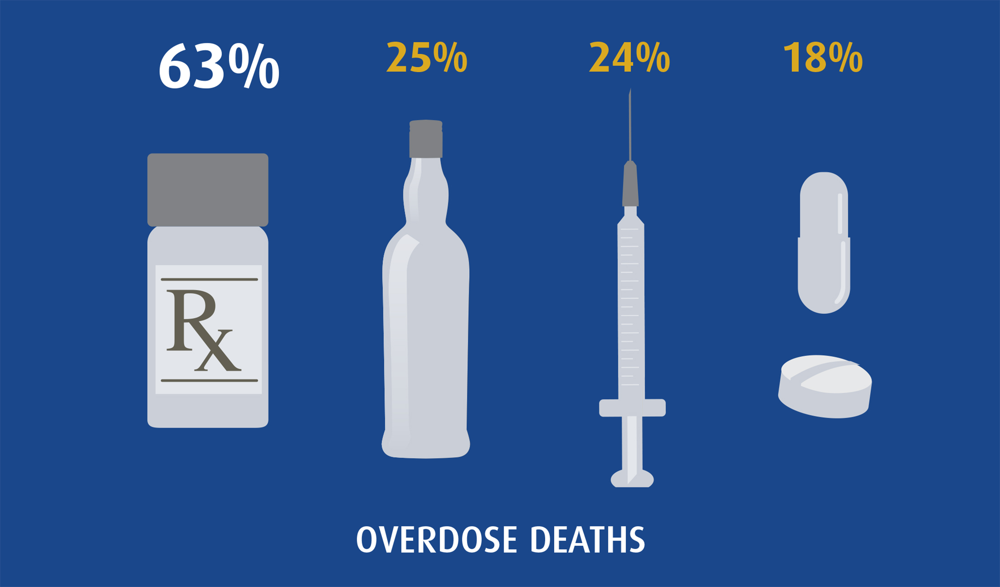 63% 25% 24% 18%
Rx
OVERDOSE DEATHS